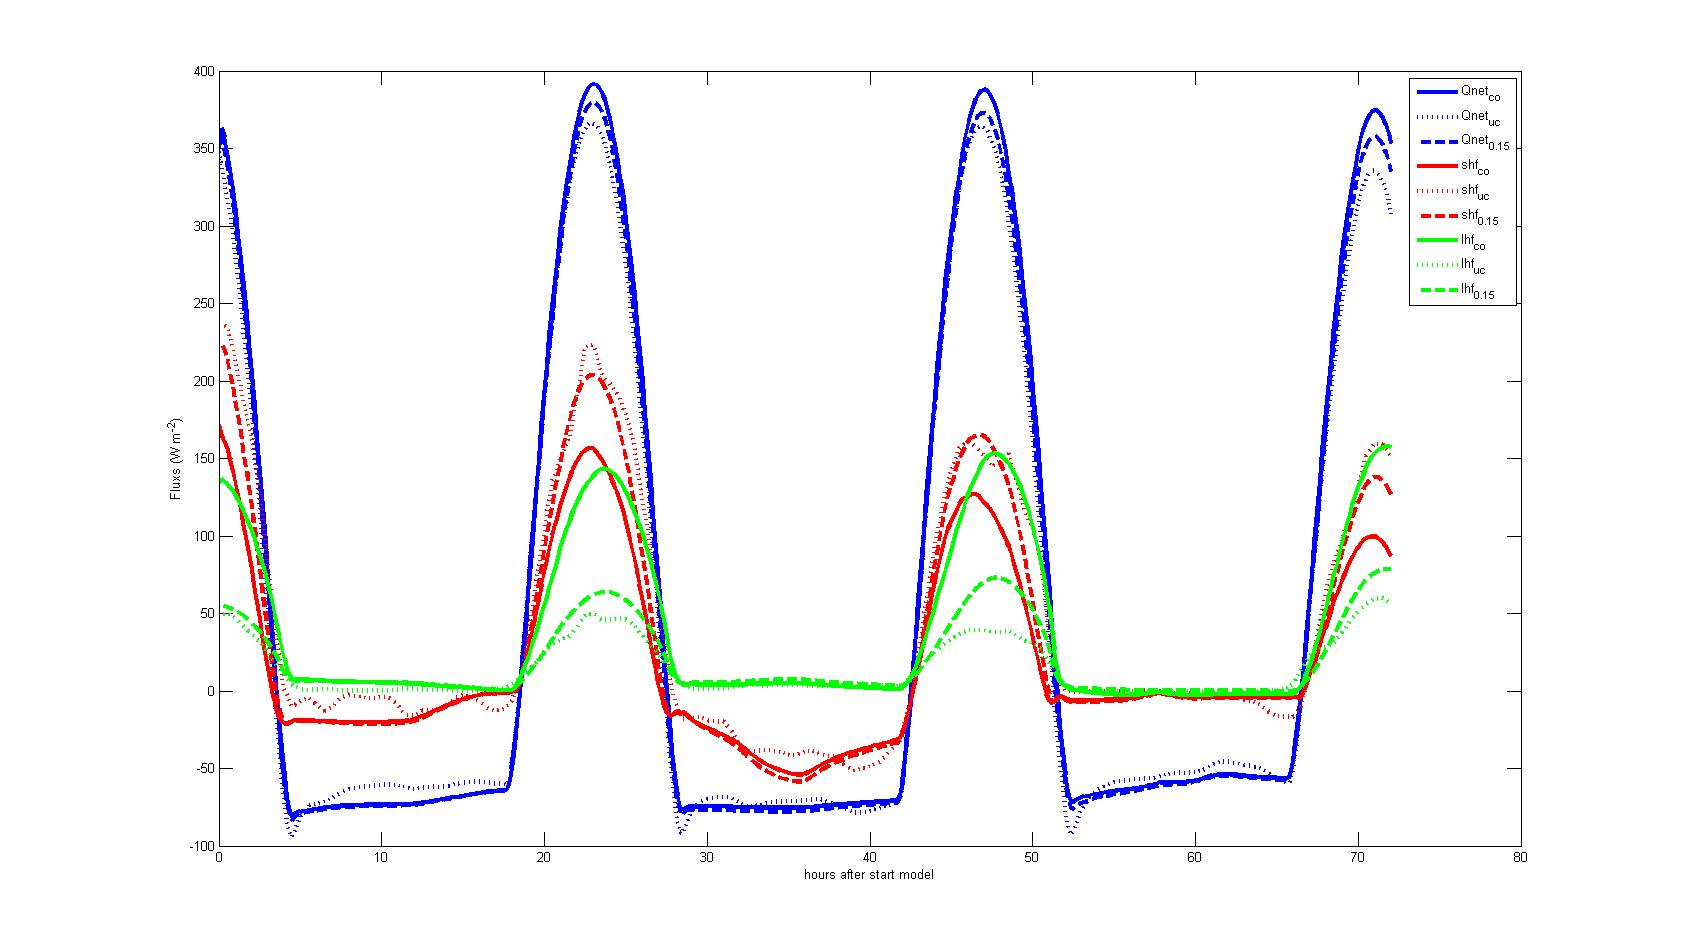 400
350
300
250
200
150
100
50
0
-50
-100
Fluxs (W m-2)
0 10 20 30 40 50 60 70 80
hours after start model
Qnetco
Qnetuc
Qnet0.15
shfco
shfuc
shf0.15
lhfco
lhfuc
lhf0.15